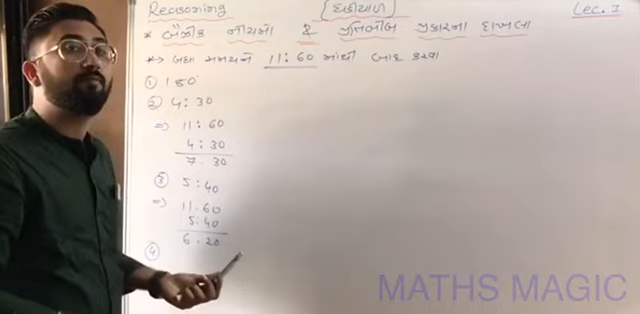 Reasoning [ઘડીયાળ] Lec. 1
* બેઝીક નીયમો & પ્રતિબીંબ પ્રકારના દાખલા
*→ બધા સમયને 11:60 માંથી બાદ કરવા
① 1:50
② 4:30
⇒ 11:60
4:30
7.30
③ 5:40
⇒ 11.60
5:40
6.20
④
MATHS MAGIC